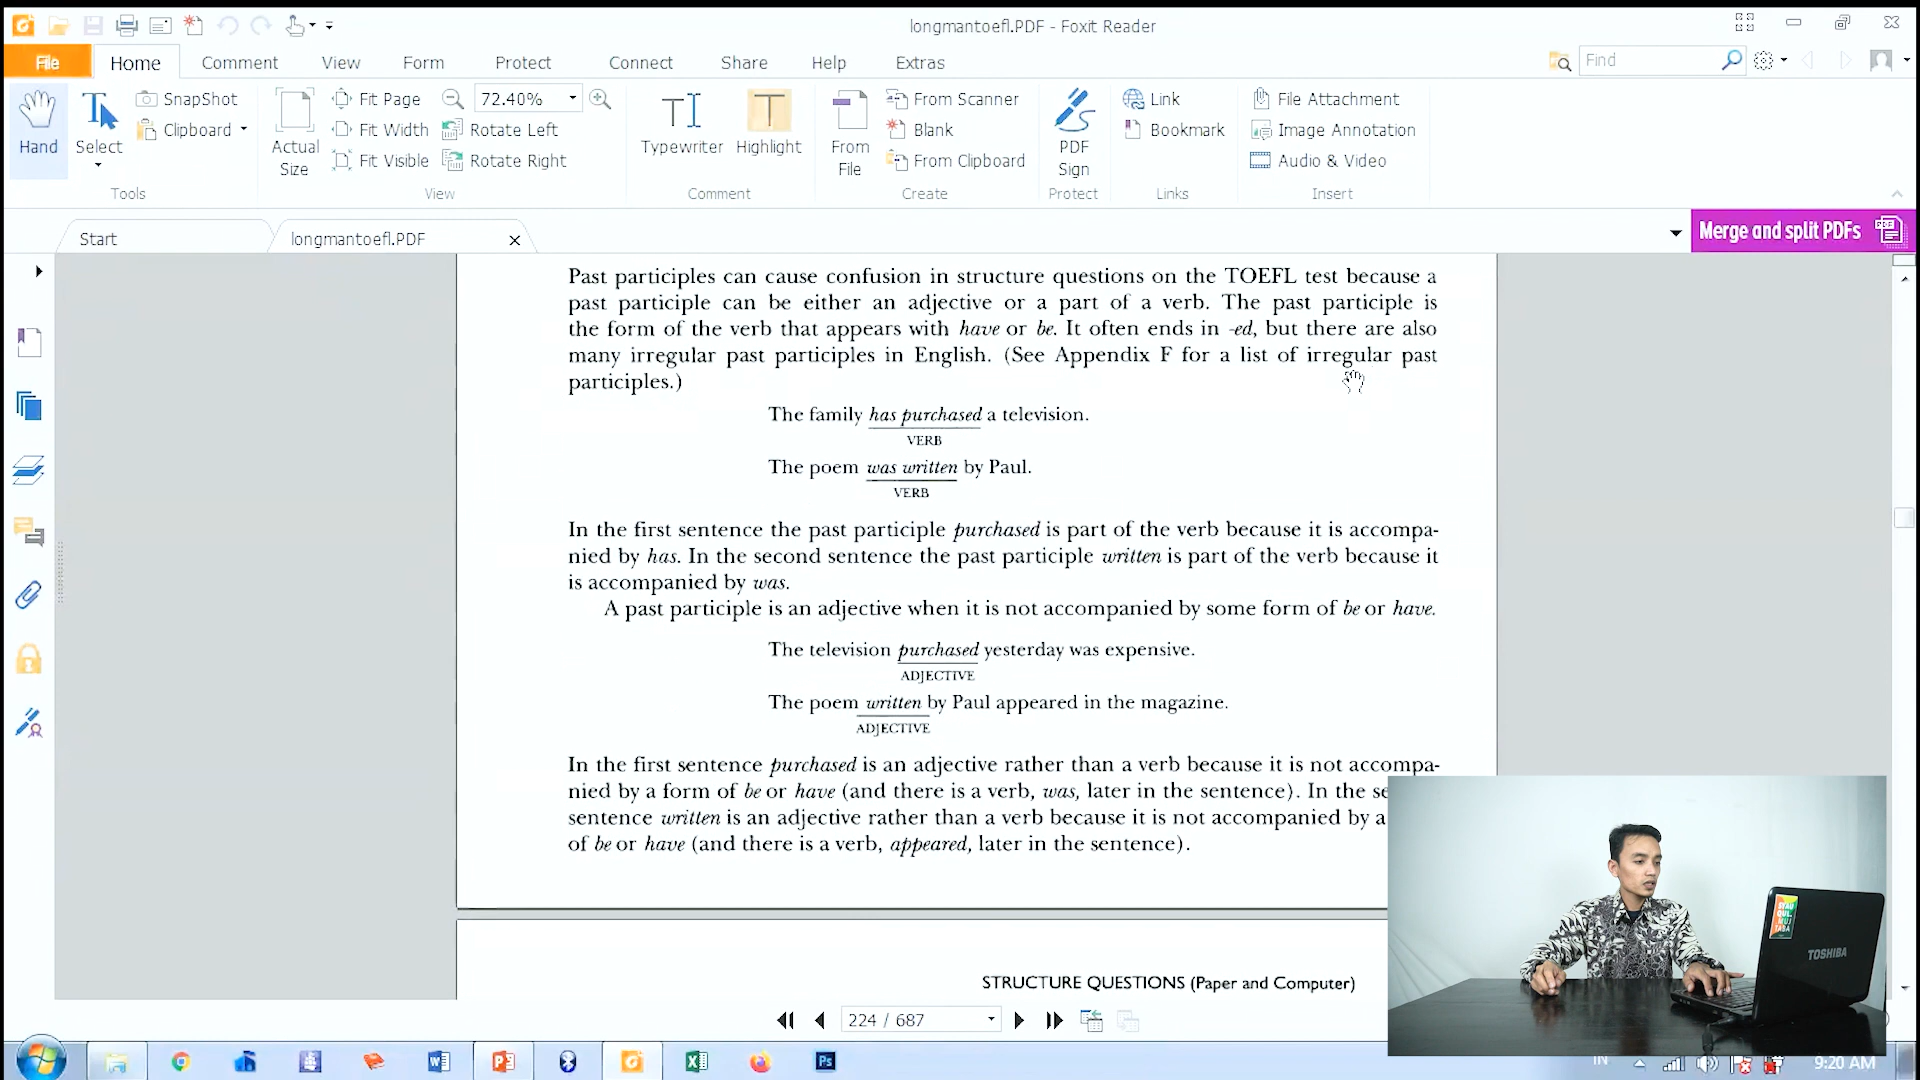 longmantoefl.PDF - Foxit Reader
File Home Comment View Form Protect Connect Share Help Extras
Find
Hand
Select
SnapShot
Clipboard
Actual Size
Fit Page
Fit Width
Fit Visible
72.40%
Rotate Left
Rotate Right
Typewriter
Highlight
From File
From Scanner
Blank
From Clipboard
PDF Sign
Link
Bookmark
File Attachment
Image Annotation
Audio & Video
Tools View Comment Create Protect Links Insert
Start longmantoefl.PDF
Merge and split PDFs
Past participles can cause confusion in structure questions on the TOEFL test because a
past participle can be either an adjective or a part of a verb. The past participle is
the form of the verb that appears with have or be. It often ends in -ed, but there are also
many irregular past participles in English. (See Appendix F for a list of irregular past
participles.)
The family has purchased a television.
VERB
The poem was written by Paul.
VERB
In the first sentence the past participle purchased is part of the verb because it is accompa-
nied by has. In the second sentence the past participle written is part of the verb because it
is accompanied by was.
A past participle is an adjective when it is not accompanied by some form of be or have.
The television purchased yesterday was expensive.
ADJECTIVE
The poem written by Paul appeared in the magazine.
ADJECTIVE
In the first sentence purchased is an adjective rather than a verb because it is not accompa-
nied by a form of be or have (and there is a verb, was, later in the sentence). In the se
sentence written is an adjective rather than a verb because it is not accompanied by a
of be or have (and there is a verb, appeared, later in the sentence).
STRUCTURE QUESTIONS (Paper and Computer)
224 / 687
SYAU
QUL
MUJ
TABA
TOSHIBA
IN
9:20 AM